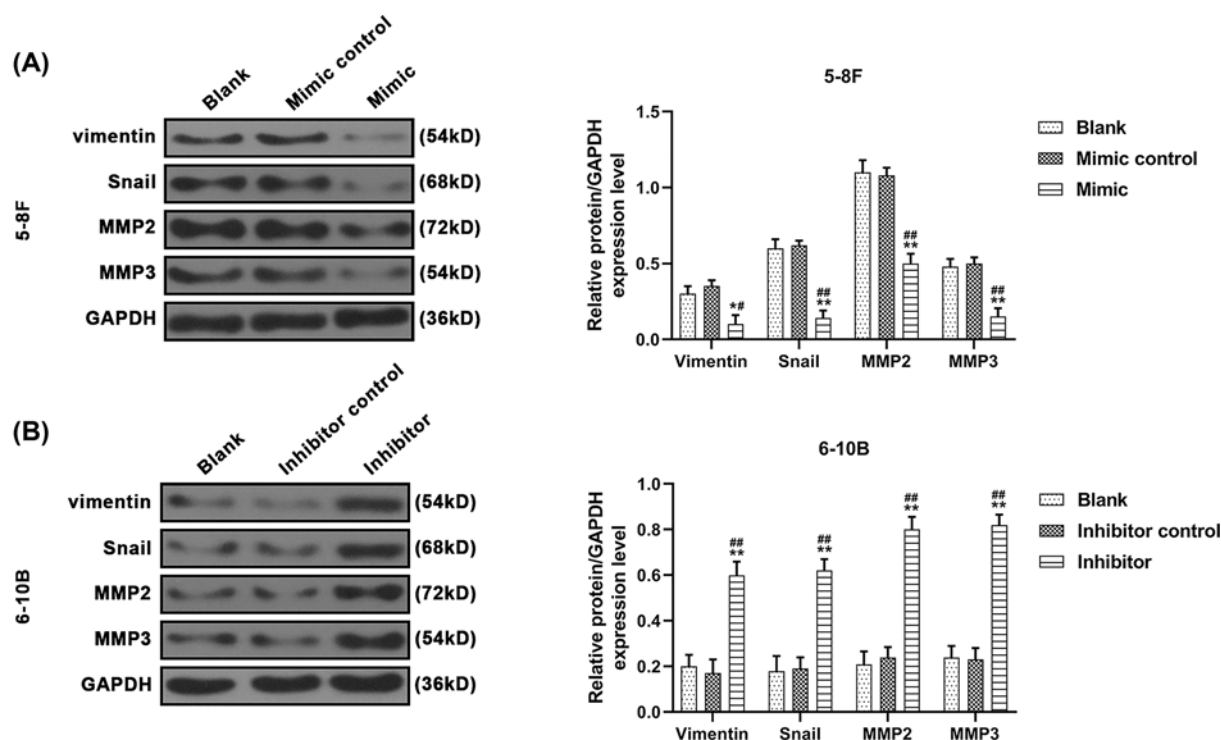 (A)
Blank
Mimic control
Mimic
5-8F
vimentin
(54kD)
Snail
(68kD)
MMP2
(72kD)
MMP3
(54kD)
GAPDH
(36kD)
5-8F
Relative protein/GAPDH
expression level
1.5
1.0
0.5
0.0
*#
##
**
##
**
##
**
Vimentin
Snail
MMP2
MMP3
Blank
Mimic control
Mimic
(B)
Blank
Inhibitor control
Inhibitor
6-10B
vimentin
(54kD)
Snail
(68kD)
MMP2
(72kD)
MMP3
(54kD)
GAPDH
(36kD)
6-10B
Relative protein/GAPDH
expression level
1.0
0.8
0.6
0.4
0.2
0.0
##
**
##
**
##
**
##
**
Vimentin
Snail
MMP2
MMP3
Blank
Inhibitor control
Inhibitor